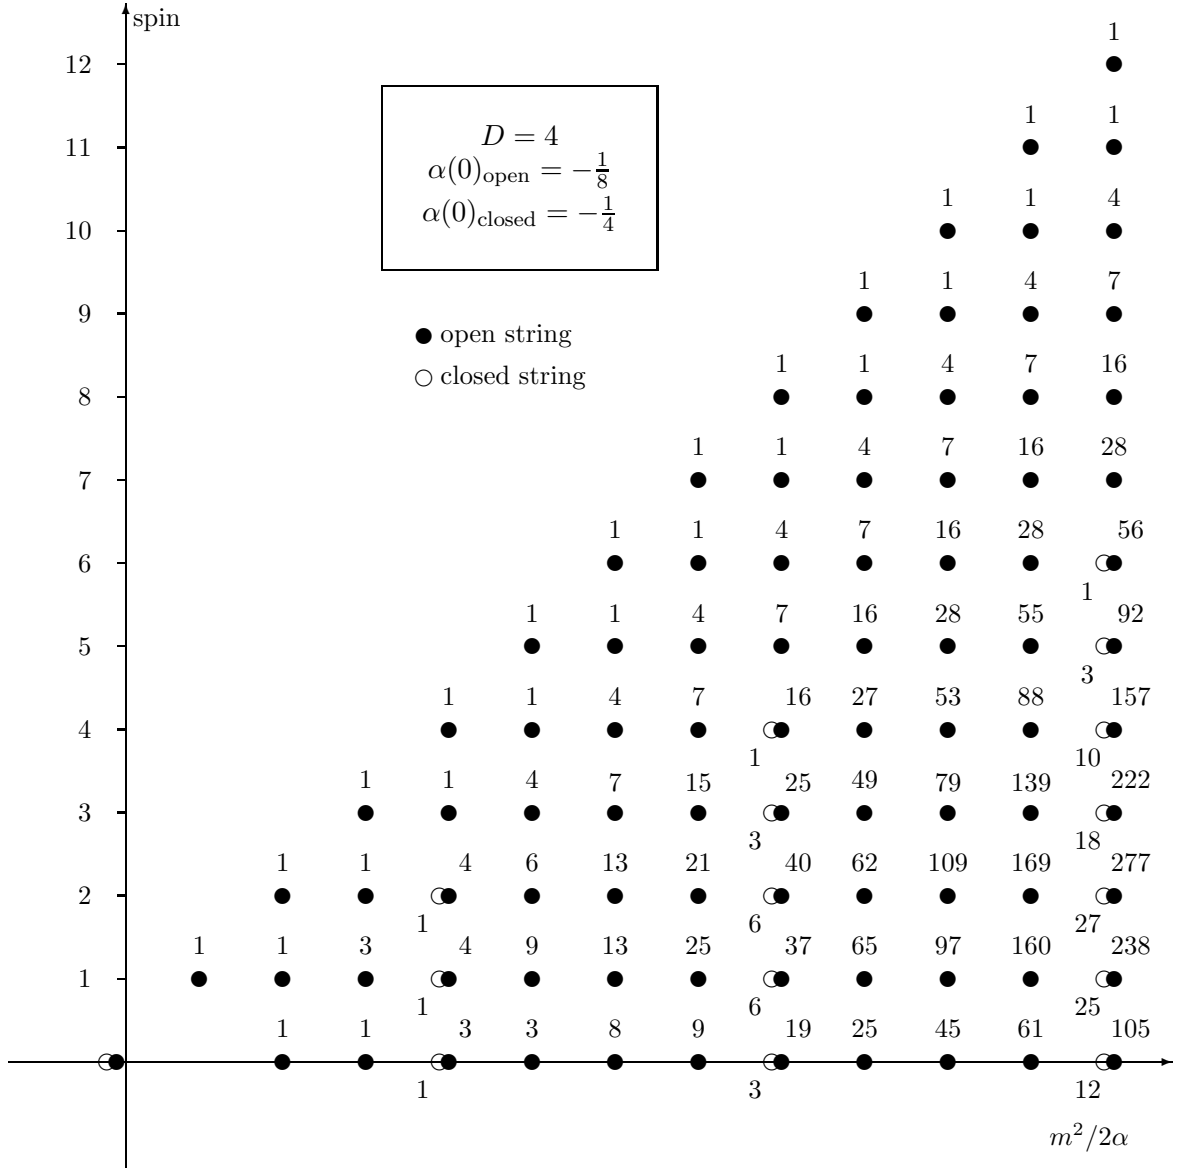 spin
1
12
D = 4
α(0)open = −1/8
α(0)closed = −1/4
1 1
11
1 1 4
10
1 1 4 7
9
open string
closed string
1 1 4 7 16
8
1 1 4 7 16 28
7
1 1 4 7 16 28 56
6
1
1 1 4 7 16 28 55 92
5
3
1 1 4 7 16 27 53 88 157
4
1 10
1 1 4 7 15 25 49 79 139 222
3
3 18
1 1 4 6 13 21 40 62 109 169 277
2
1 6 27
1 1 3 4 9 13 25 37 65 97 160 238
1
1 6 25
1 1 3 3 8 9 19 25 45 61 105
1 3 12
m²/2α